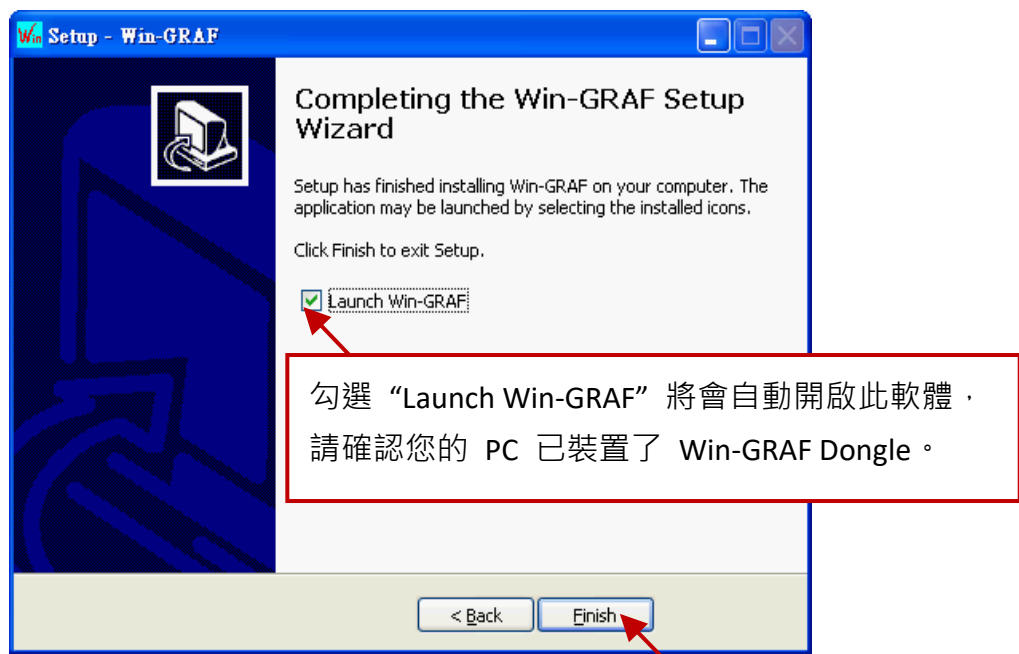 Win Setup - Win-GRAF
Completing the Win-GRAF Setup
Wizard
Setup has finished installing Win-GRAF on your computer. The
application may be launched by selecting the installed icons.
Click Finish to exit Setup.
Launch Win-GRAF
勾選 “Launch Win-GRAF” 將會自動開啟此軟體，
請確認您的 PC 已裝置了 Win-GRAF Dongle。
< Back
Finish